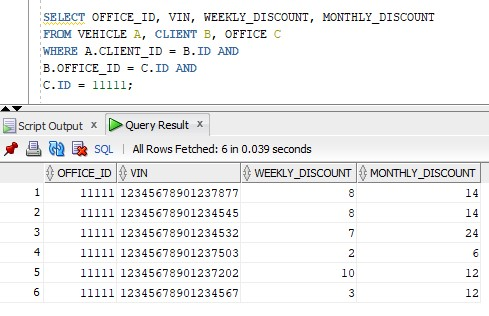 SELECT OFFICE_ID, VIN, WEEKLY_DISCOUNT, MONTHLY_DISCOUNT
FROM VEHICLE A, CLIENT B, OFFICE C
WHERE A.CLIENT_ID = B.ID AND
B.OFFICE_ID = C.ID AND
C.ID = 11111;
Script Output x Query Result x
SQL | All Rows Fetched: 6 in 0.039 seconds
OFFICE_ID VIN WEEKLY_DISCOUNT MONTHLY_DISCOUNT
1 11111 12345678901237877 8 14
2 11111 12345678901234545 8 14
3 11111 12345678901234532 7 24
4 11111 12345678901237503 2 6
5 11111 12345678901237202 10 12
6 11111 12345678901234567 3 12